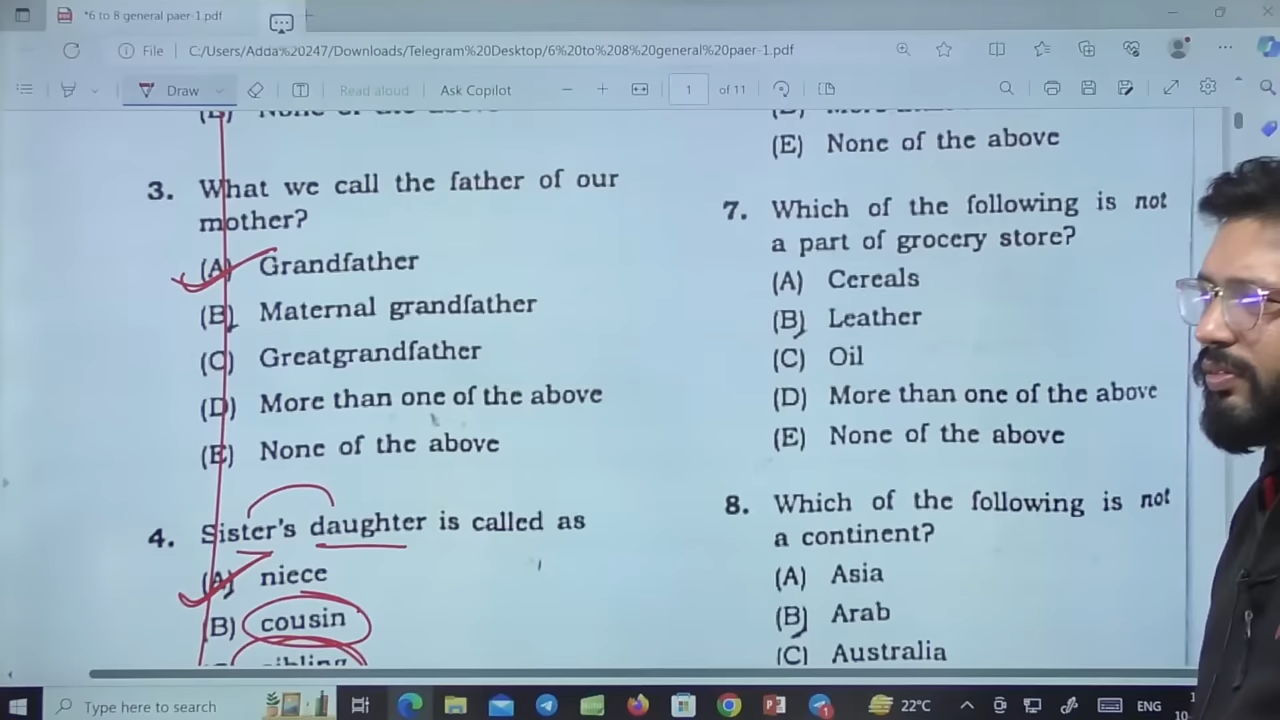 *6 to 8 general paer-1.pdf
File
C:/Users/Adda%20247/Downloads/Telegram%20Desktop/6%20to%208%20general%20paer-1.pdf
Draw
Read aloud
Ask Copilot
1
of 11
3. What we call the father of our
mother?
(A) Grandfather
(B) Maternal grandfather
(C) Greatgrandfather
(D) More than one of the above
(E) None of the above
4. Sister's daughter is called as
(A) niece
(B) cousin
(E) None of the above
7. Which of the following is not
a part of grocery store?
(A) Cereals
(B) Leather
(C) Oil
(D) More than one of the above
(E) None of the above
8. Which of the following is not
a continent?
(A) Asia
(B) Arab
(C) Australia
Type here to search
22°C
ENG